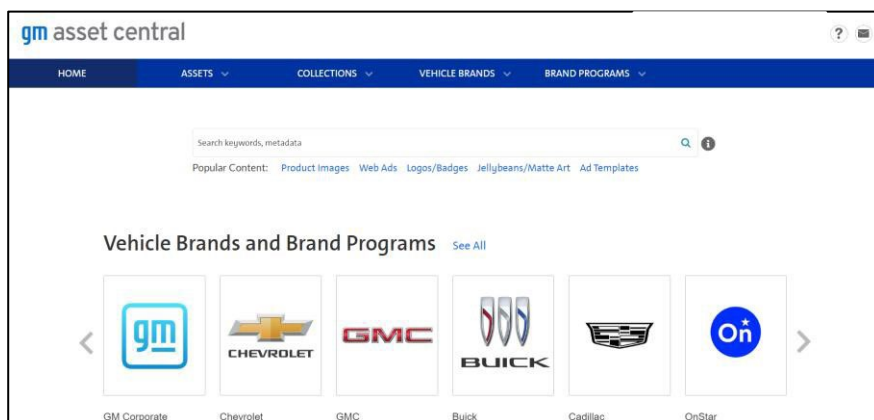 gm asset central
?
HOME ASSETS COLLECTIONS VEHICLE BRANDS BRAND PROGRAMS
Search keywords, metadata
i
Popular Content: Product Images Web Ads Logos/Badges Jellybeans/Matte Art Ad Templates
Vehicle Brands and Brand Programs See All
gm
CHEVROLET
GMC
BUICK
On
GM Corporate Chevrolet GMC Buick Cadillac OnStar